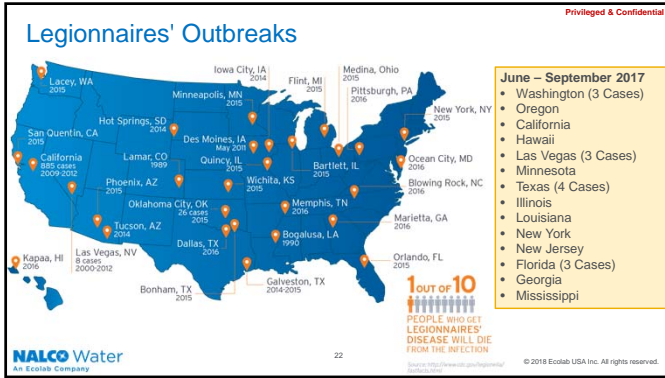 Privileged & Confidential
Legionnaires' Outbreaks
Lacey, WA
2015
Iowa City, IA
2014
Medina, Ohio
2015
Flint, MI
2015
Pittsburgh, PA
2016
Minneapolis, MN
2015
New York, NY
2015
Hot Springs, SD
2014
Des Moines, IA
May 2011
San Quentin, CA
2015
California
885 cases
2009-2012
Lamar, CO
1989
Quincy, IL
2015
Bartlett, IL
2015
Ocean City, MD
2016
Wichita, KS
2015
Blowing Rock, NC
2016
Phoenix, AZ
2015
Oklahoma City, OK
26 cases
2015
Memphis, TN
2016
Marietta, GA
2016
Tucson, AZ
2014
Dallas, TX
2016
Bogalusa, LA
1990
Las Vegas, NV
8 cases
2000-2012
Kapaa, HI
2016
Orlando, FL
2015
Bonham, TX
2015
Galveston, TX
2014-2015
1 OUT OF 10
PEOPLE WHO GET
LEGIONNAIRES'
DISEASE WILL DIE
FROM THE INFECTION
June – September 2017
• Washington (3 Cases)
• Oregon
• California
• Hawaii
• Las Vegas (3 Cases)
• Minnesota
• Texas (4 Cases)
• Illinois
• Louisiana
• New York
• New Jersey
• Florida (3 Cases)
• Georgia
• Mississippi
NALCO Water
An Ecolab Company
22
© 2018 Ecolab USA Inc. All rights reserved.